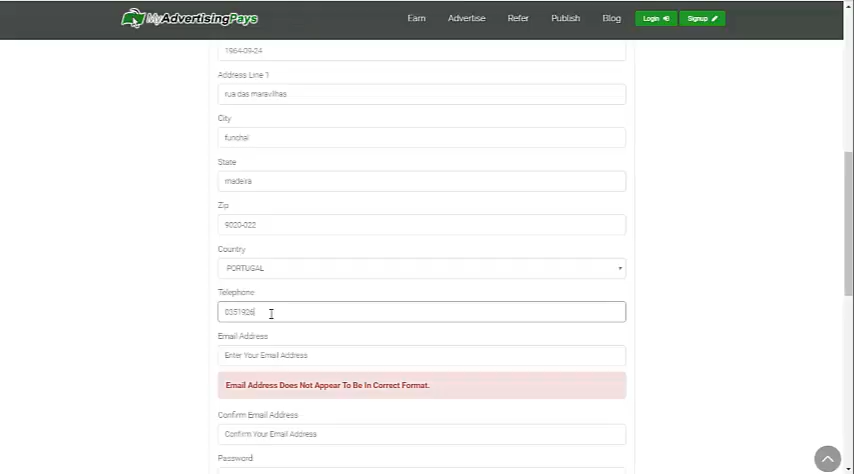 MyAdvertisingPays
Earn Advertise Refer Publish Blog Login Signup
1964-09-24
Address Line 1
rua das maravilhas
City
funchal
State
madeira
Zip
9020-022
Country
PORTUGAL
Telephone
0351926
Email Address
Enter Your Email Address
Email Address Does Not Appear To Be In Correct Format.
Confirm Email Address
Confirm Your Email Address
Password